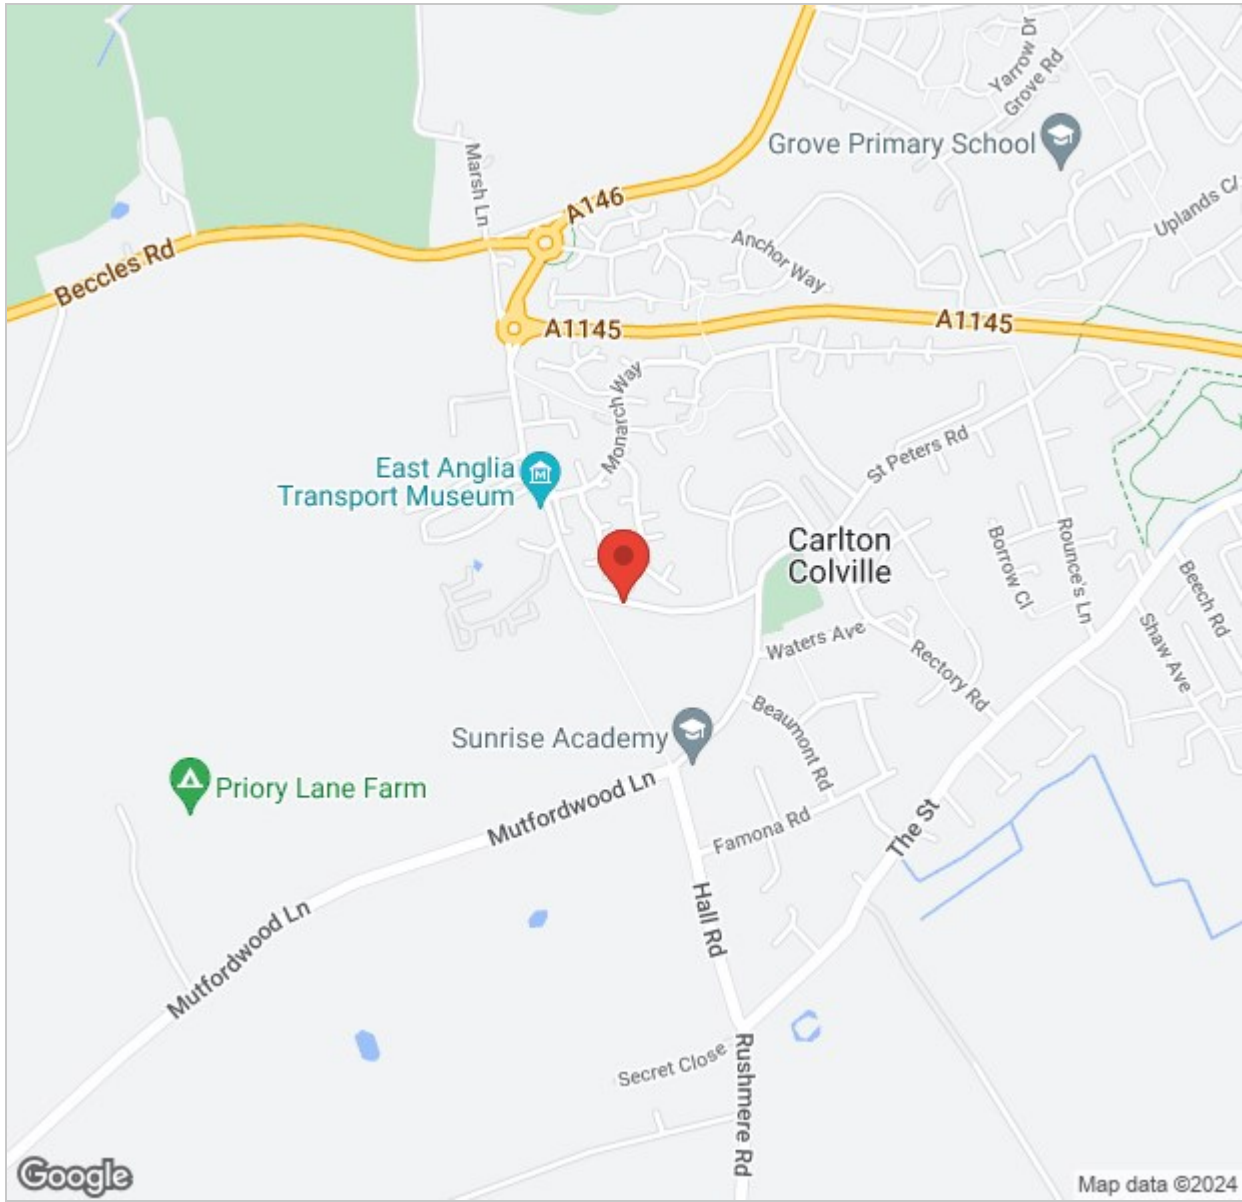 Yarrow Dr
Grove Rd
Grove Primary School
Marsh Ln
A146
Uplands Cl
Anchor Way
Beccles Rd
A1145
A1145
Monarch Way
St Peters Rd
East Anglia
Transport Museum
Carlton
Colville
Borrow Cl
Rounce's Ln
Beech Rd
Shaw Ave
Waters Ave
Rectory Rd
Beaumont Rd
Sunrise Academy
Priory Lane Farm
Mutfordwood Ln
Famona Rd
The St
Hall Rd
Mutfordwood Ln
Secret Close
Rushmere Rd
Google
Map data ©2024